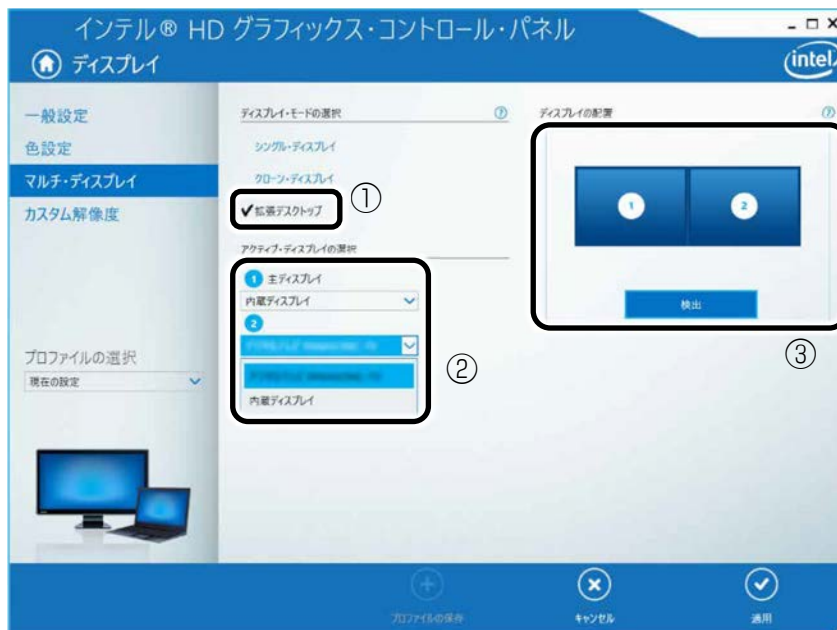 インテル® HD グラフィックス・コントロール・パネル
ディスプレイ
intel
一般設定
色設定
マルチ・ディスプレイ
カスタム解像度
プロファイルの選択
現在の設定
ディスプレイ・モードの選択
シングル・ディスプレイ
クローン・ディスプレイ
✔拡張デスクトップ
①
アクティブ・ディスプレイの選択
1 主ディスプレイ
内蔵ディスプレイ
2
内蔵ディスプレイ
②
ディスプレイの配置
1 2
検出
③
プロファイルの保存
キャンセル
適用